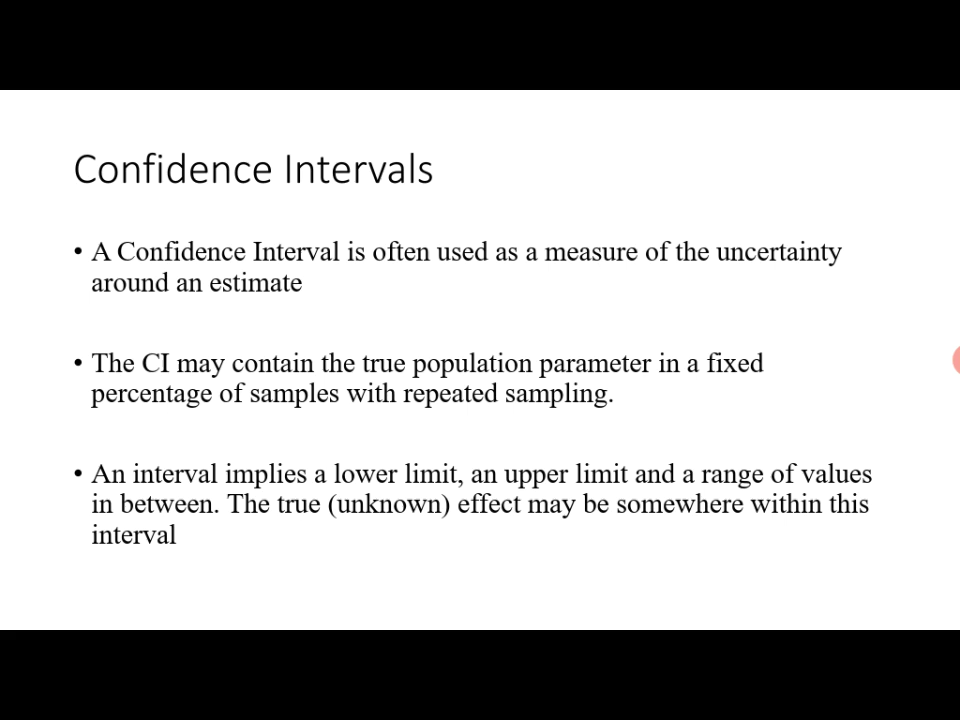 Confidence Intervals
• A Confidence Interval is often used as a measure of the uncertainty
around an estimate
• The CI may contain the true population parameter in a fixed
percentage of samples with repeated sampling.
• An interval implies a lower limit, an upper limit and a range of values
in between. The true (unknown) effect may be somewhere within this
interval